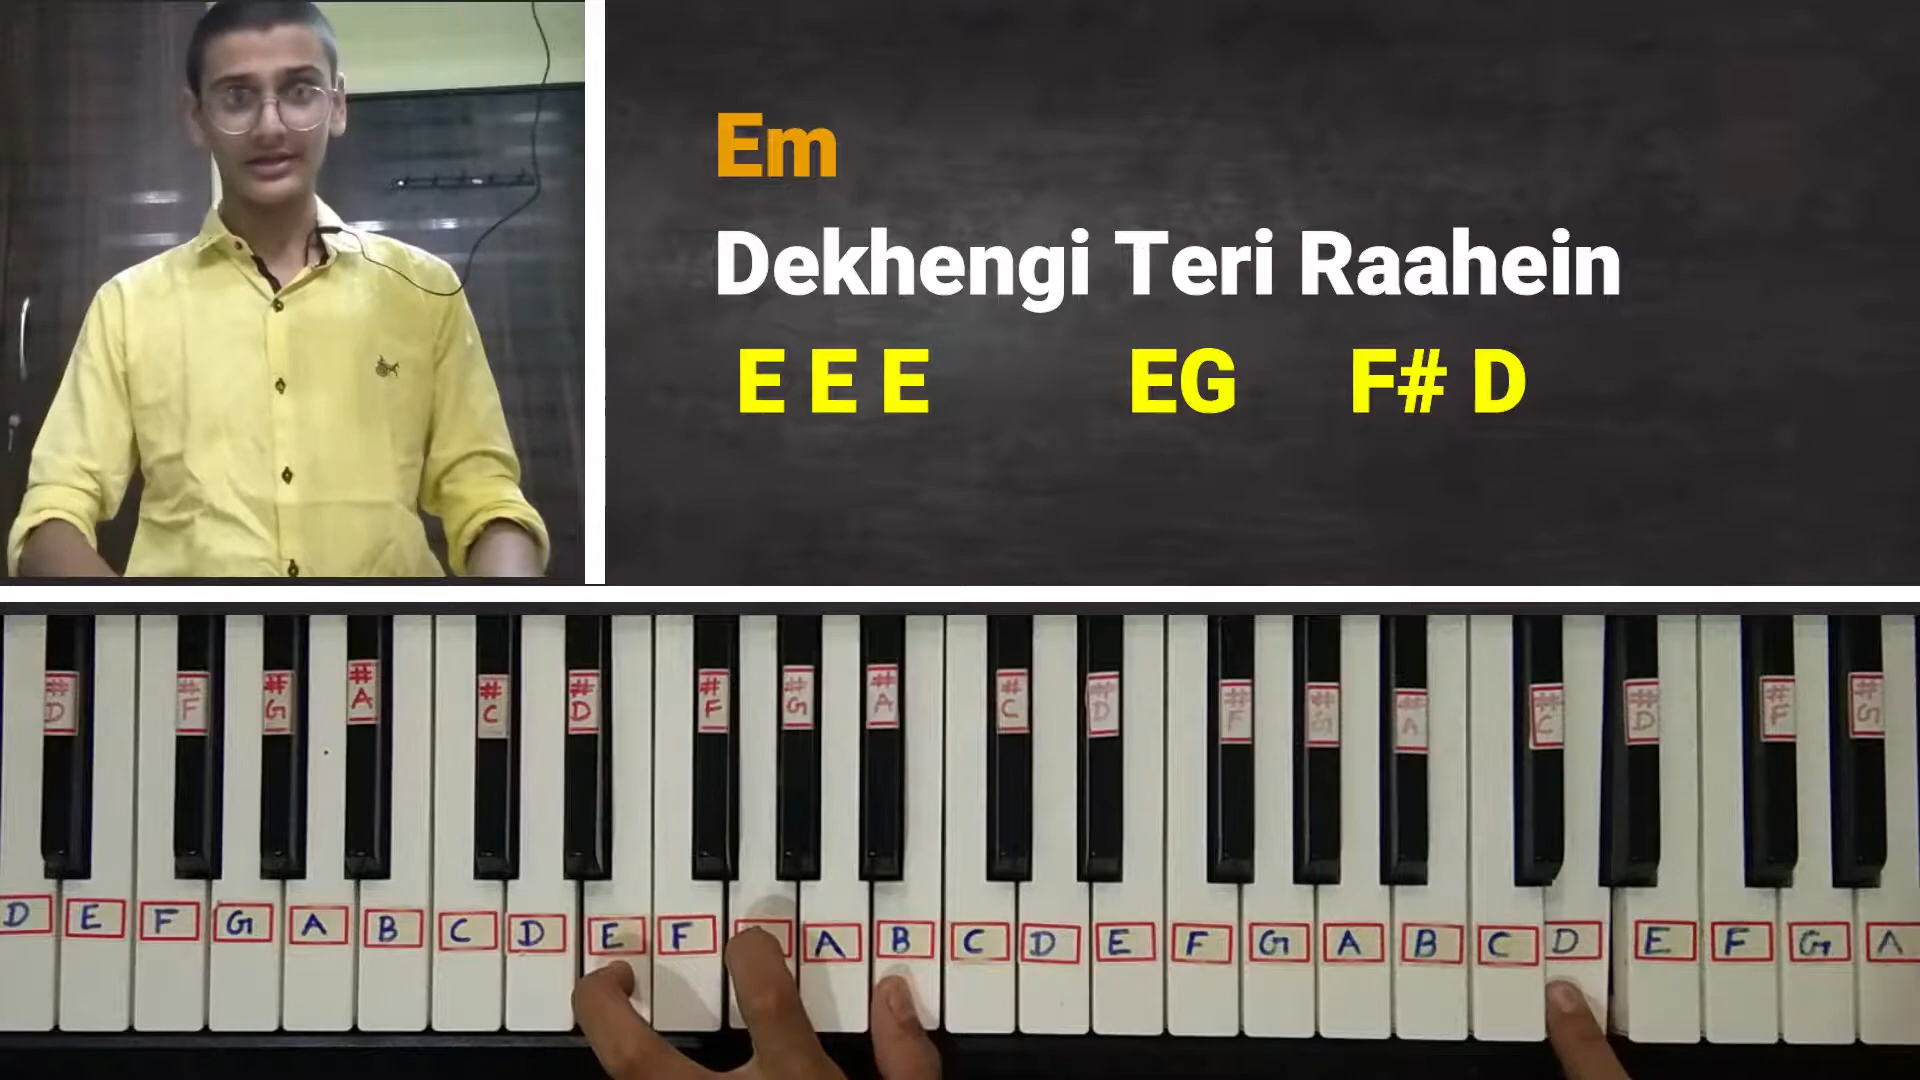 Em
Dekhengi Teri Raahein
E E E EG F# D
# D # F # G # A # C # D # F # G # A # C # D # F # G # A # C # D # F # G
D E F G A B C D E F A B C D E F G A B C D E F G A